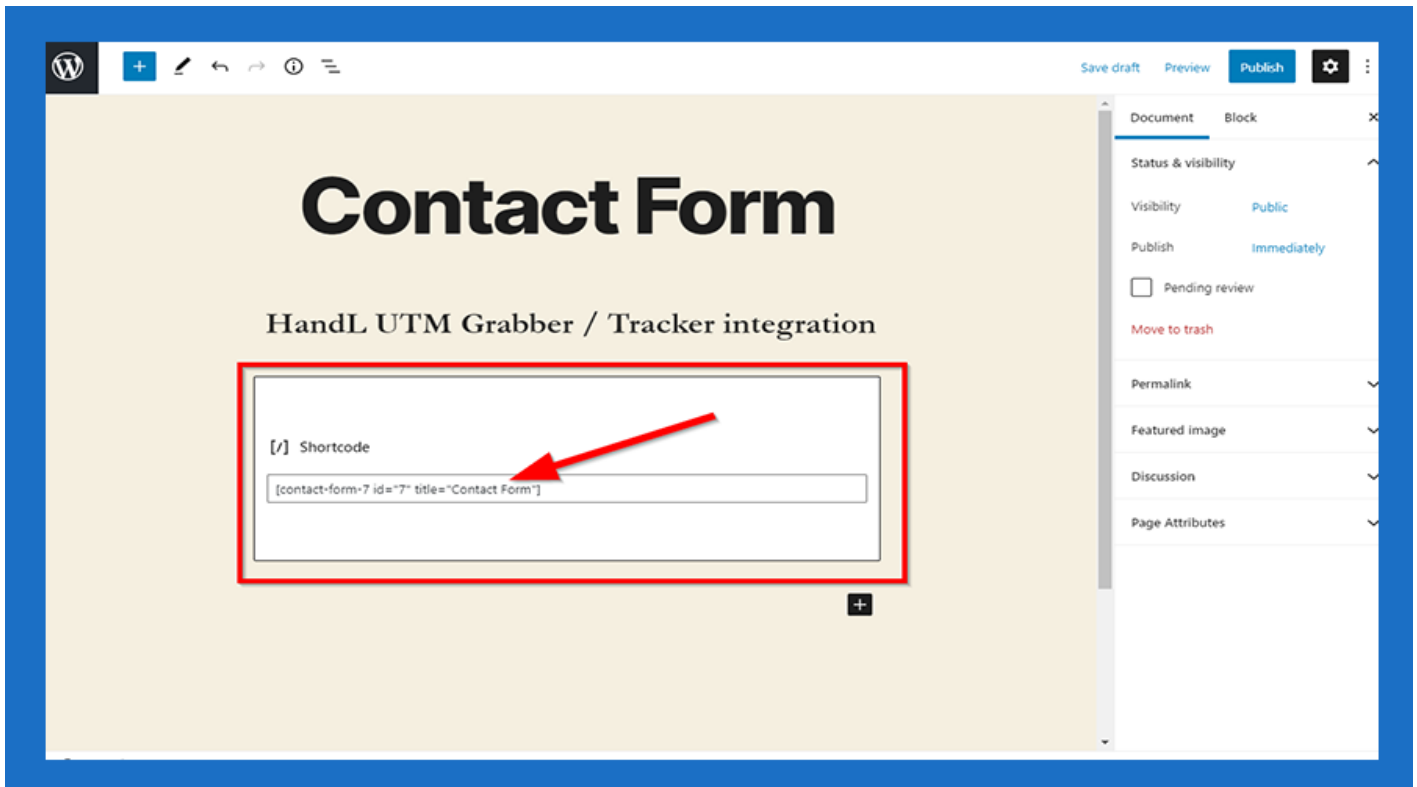 Save draft Preview Publish
Document Block
Status & visibility
Visibility Public
Publish Immediately
Pending review
Move to trash
Permalink
Featured image
Discussion
Page Attributes
Contact Form
HandL UTM Grabber / Tracker integration
[/] Shortcode
[contact-form-7 id="7" title="Contact Form"]